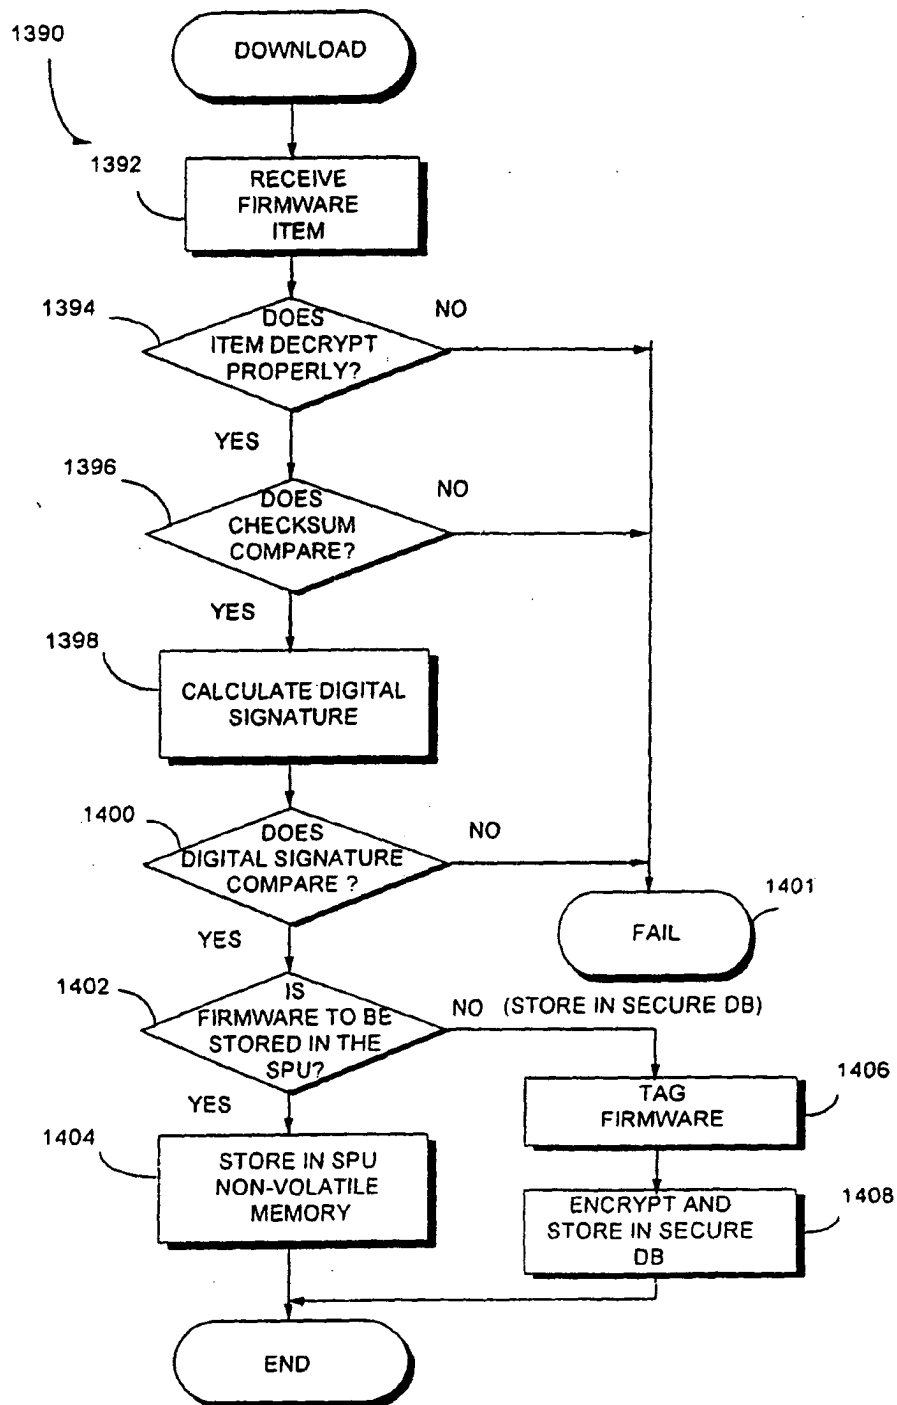 1390
DOWNLOAD
1392
RECEIVE
FIRMWARE
ITEM
1394
DOES
ITEM DECRYPT
PROPERLY?
NO
YES
1396
DOES
CHECKSUM
COMPARE?
NO
YES
1398
CALCULATE DIGITAL
SIGNATURE
1400
DOES
DIGITAL SIGNATURE
COMPARE ?
NO
1401
FAIL
YES
1402
IS
FIRMWARE TO BE
STORED IN THE
SPU?
NO (STORE IN SECURE DB)
1406
TAG
FIRMWARE
YES
1404
STORE IN SPU
NON-VOLATILE
MEMORY
1408
ENCRYPT AND
STORE IN SECURE
DB
END